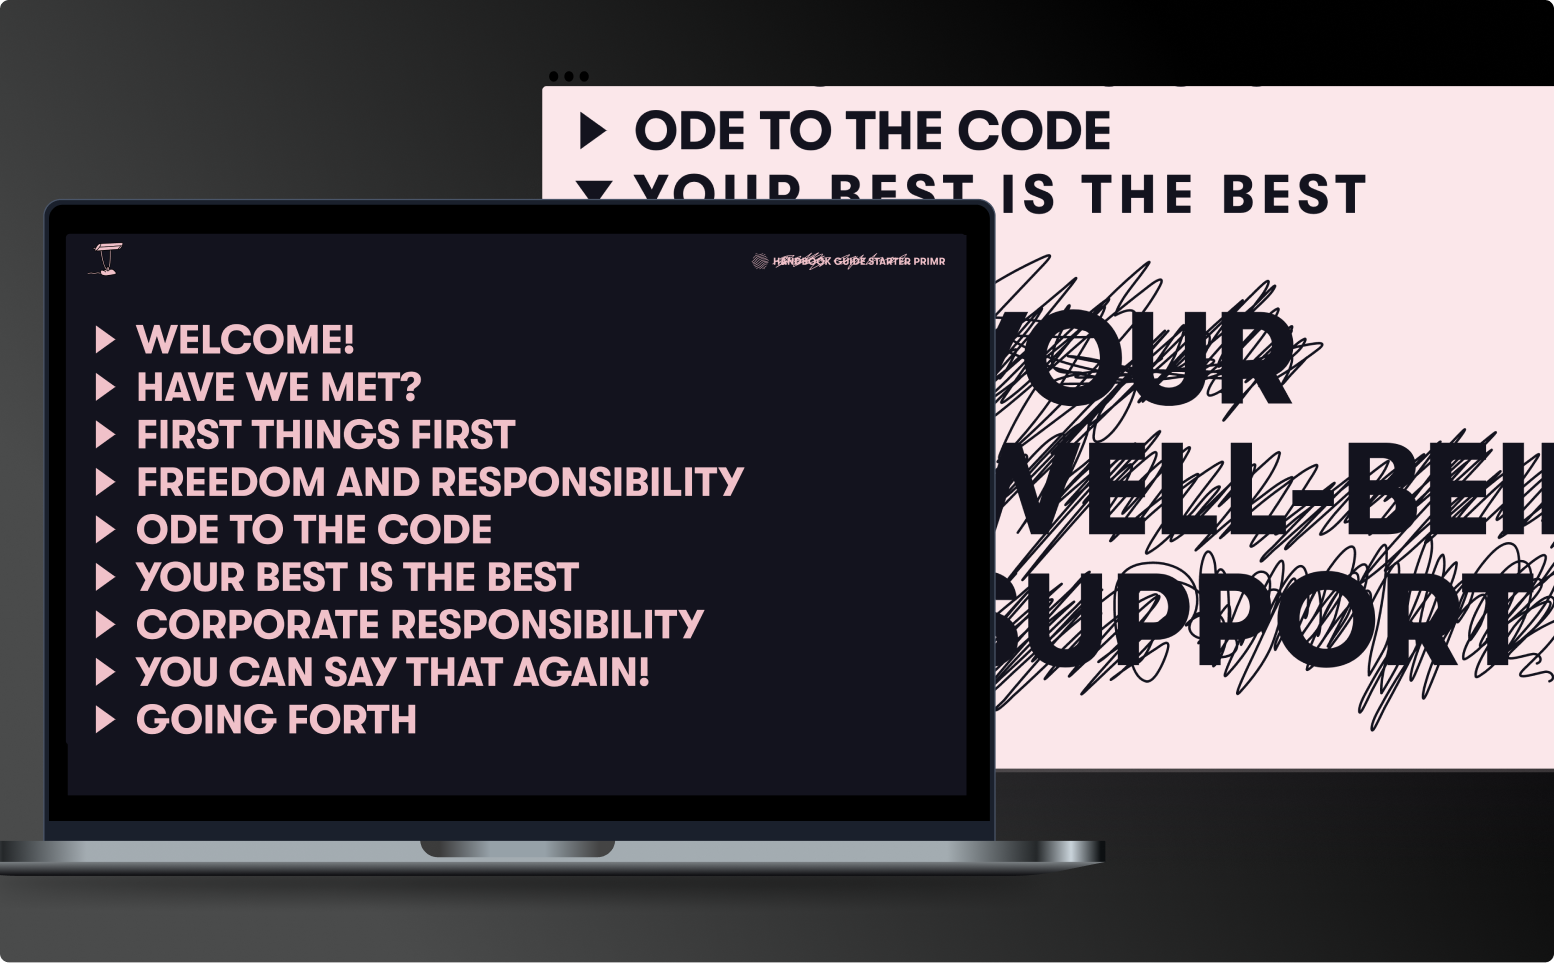 ODE TO THE CODE
YOUR BEST IS THE BEST
HANDBOOK GUIDE STARTER PRIMR
WELCOME!
HAVE WE MET?
FIRST THINGS FIRST
FREEDOM AND RESPONSIBILITY
ODE TO THE CODE
YOUR BEST IS THE BEST
CORPORATE RESPONSIBILITY
YOU CAN SAY THAT AGAIN!
GOING FORTH
YOUR
WELL-BEI
SUPPORT